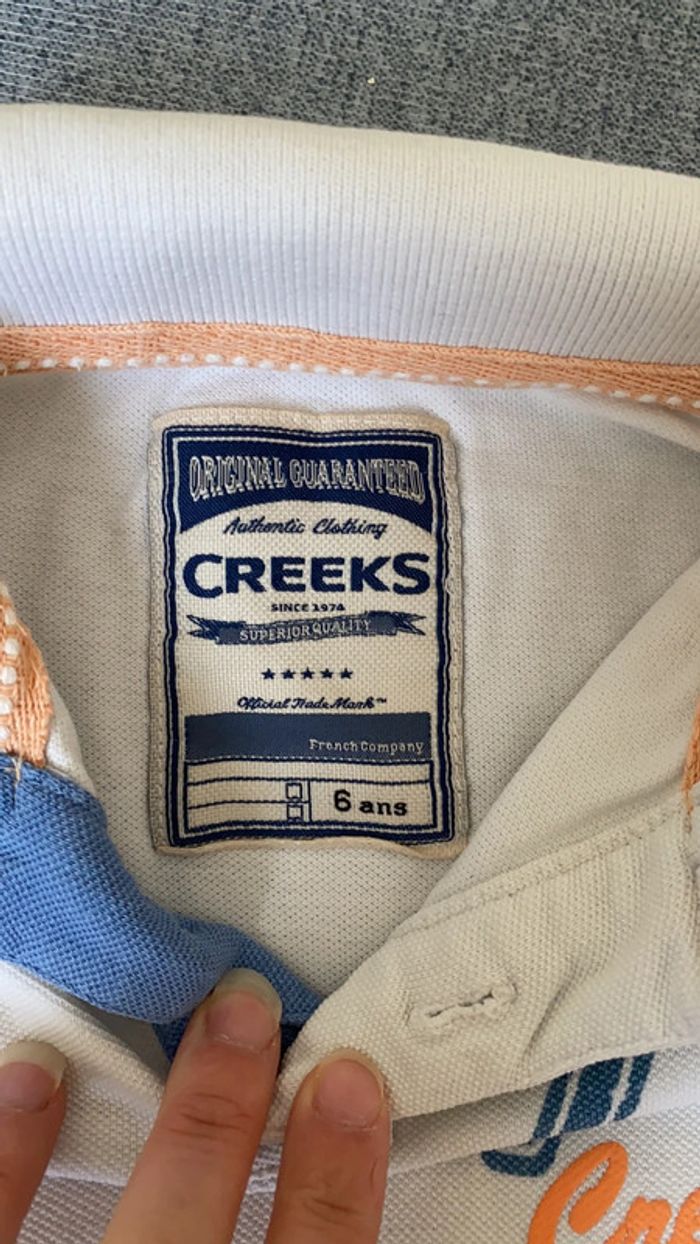 ORIGINAL GUARANTEED
Authentic Clothing
CREEKS
SINCE 1974
SUPERIOR QUALITY
Official Trade Mark™
French Company
6 ans